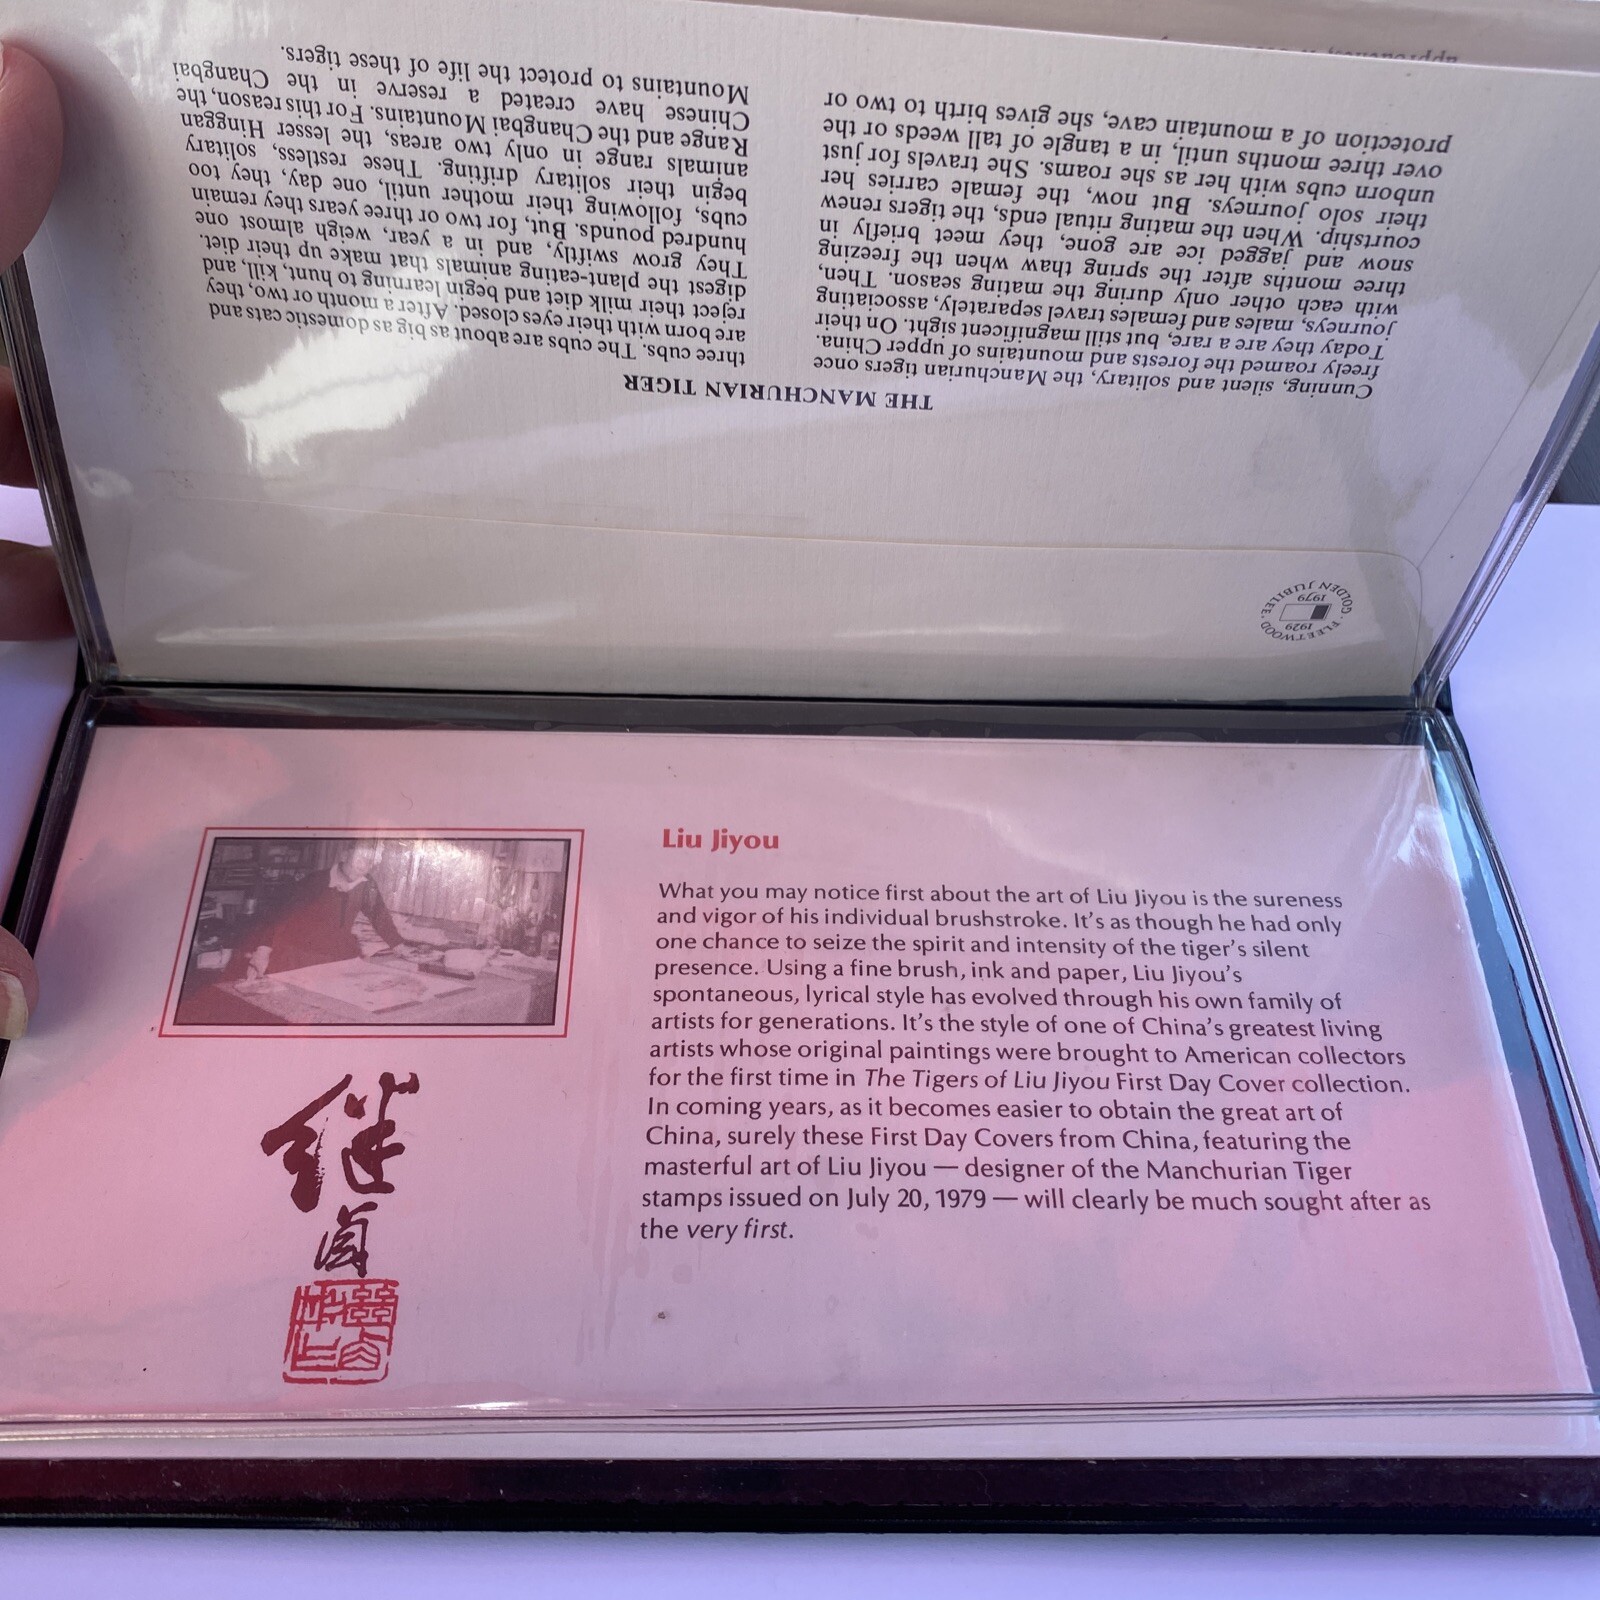 FLEETWOOD · GOLDEN JUBILEE ·
1929
1979
THE MANCHURIAN TIGER
Cunning, silent and solitary, the Manchurian tigers once
freely roamed the forests and mountains of upper China.
Today they are a rare, but still magnificent sight. On their
journeys, males and females travel separately, associating
with each other only during the mating season. Then,
three months after the spring thaw when the freezing
snow and jagged ice are gone, they meet briefly in
courtship. When the mating ritual ends, the tigers renew
their solo journeys. But now, the female carries her
unborn cubs with her as she roams. She travels for just
over three months until, in a tangle of tall weeds or the
protection of a mountain cave, she gives birth to two or
three cubs. The cubs are about as big as domestic cats and
are born with their eyes closed. After a month or two, they
reject their milk diet and begin learning to hunt, kill, and
digest the plant-eating animals that make up their diet.
They grow swiftly, and in a year, weigh almost one
hundred pounds. But, for two or three years they remain
cubs, following their mother until, one day, they too
begin their solitary drifting. These restless, solitary
animals range in only two areas, the lesser Hinggan
Range and the Changbai Mountains. For this reason, the
Chinese have created a reserve in the Changbai
Mountains to protect the life of these tigers.
Liu Jiyou
What you may notice first about the art of Liu Jiyou is the sureness
and vigor of his individual brushstroke. It's as though he had only
one chance to seize the spirit and intensity of the tiger's silent
presence. Using a fine brush, ink and paper, Liu Jiyou's
spontaneous, lyrical style has evolved through his own family of
artists for generations. It's the style of one of China's greatest living
artists whose original paintings were brought to American collectors
for the first time in The Tigers of Liu Jiyou First Day Cover collection.
In coming years, as it becomes easier to obtain the great art of
China, surely these First Day Covers from China, featuring the
masterful art of Liu Jiyou — designer of the Manchurian Tiger
stamps issued on July 20, 1979 — will clearly be much sought after as
the very first.
继
卣